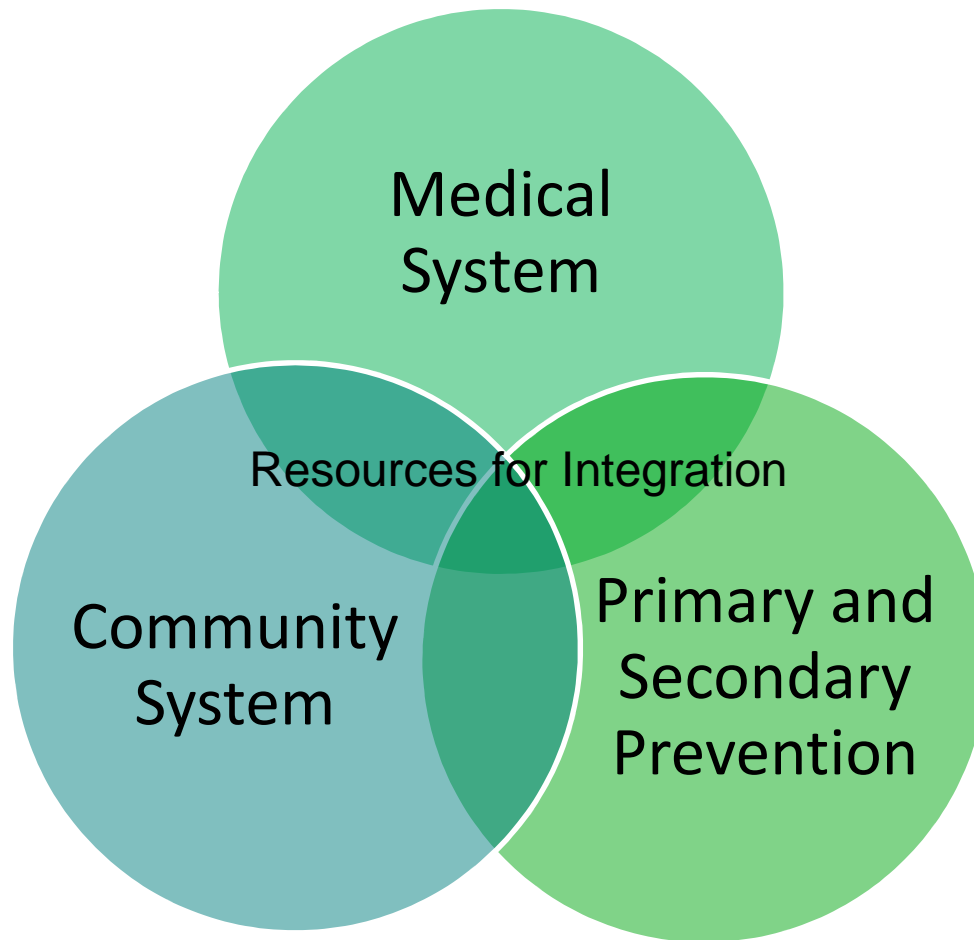 Medical
System
Resources for Integration
Community
System
Primary and
Secondary
Prevention